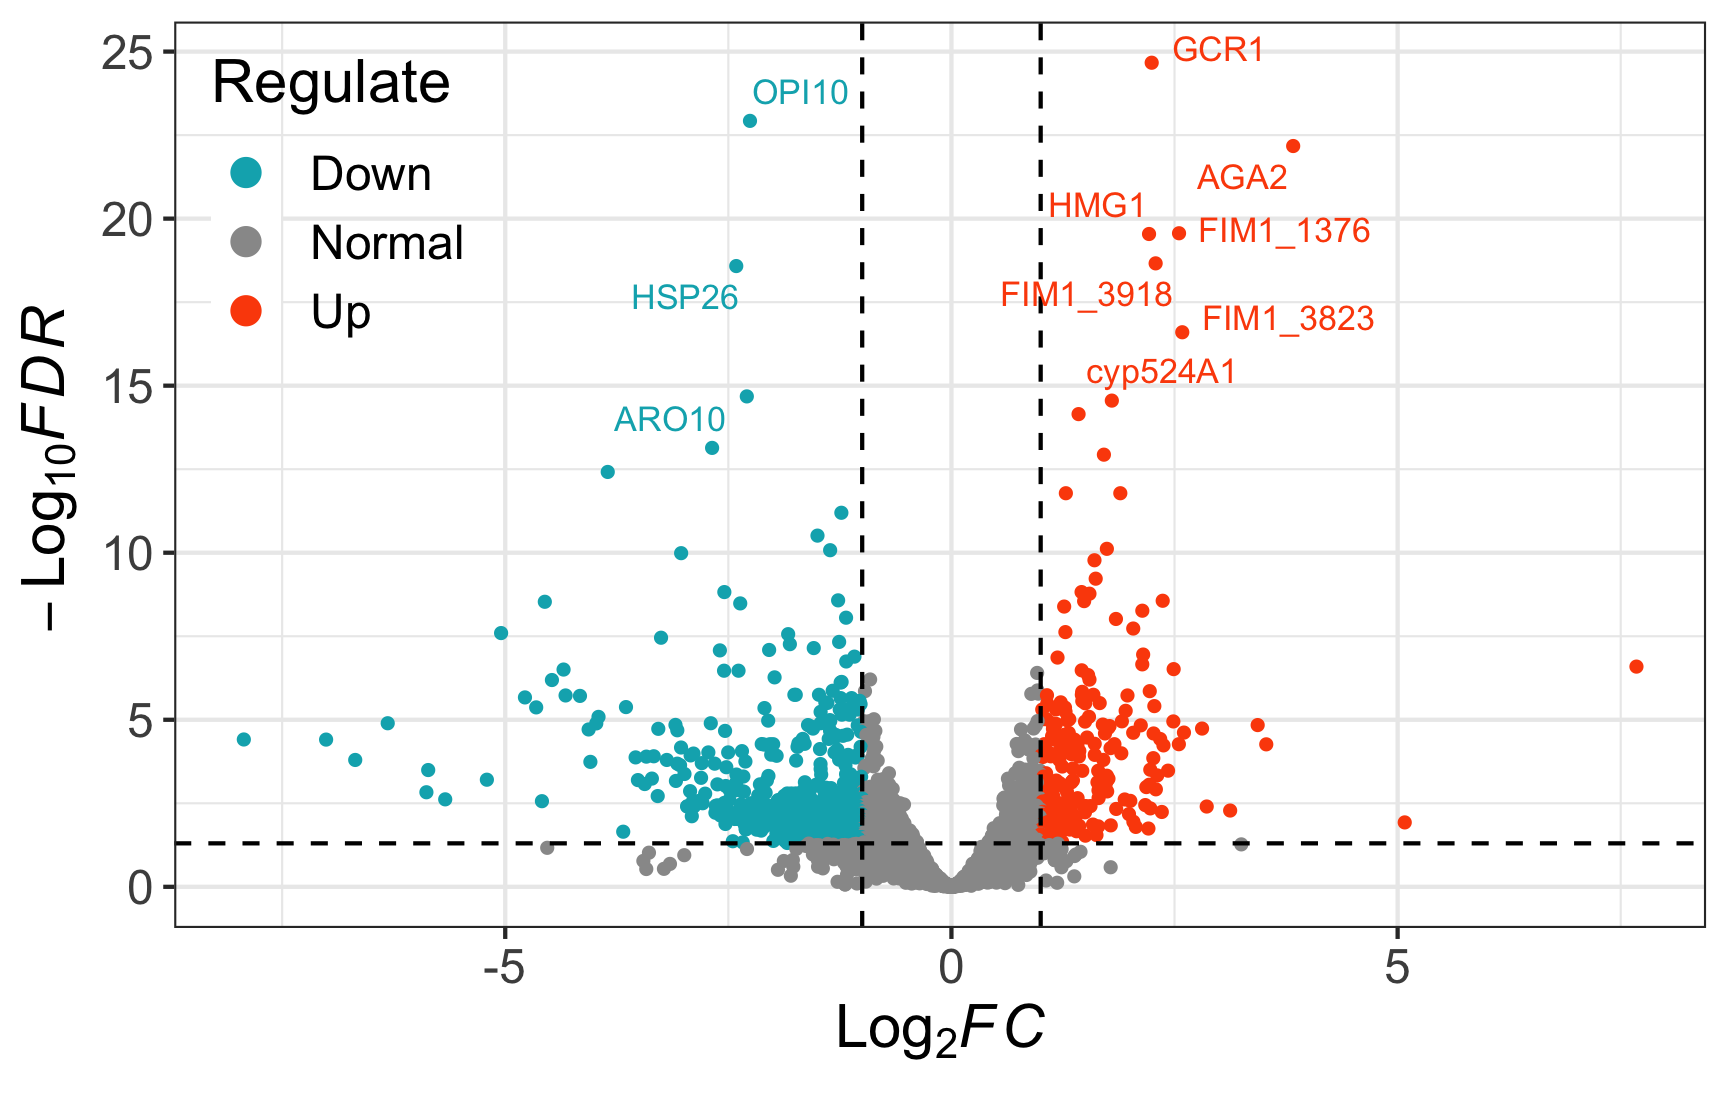 25
20
15
10
5
0
-5
0
5
− Log₁₀FDR
Log₂FC
Regulate
Down
Normal
Up
OPI10
HSP26
ARO10
GCR1
AGA2
HMG1
FIM1_1376
FIM1_3918
FIM1_3823
cyp524A1